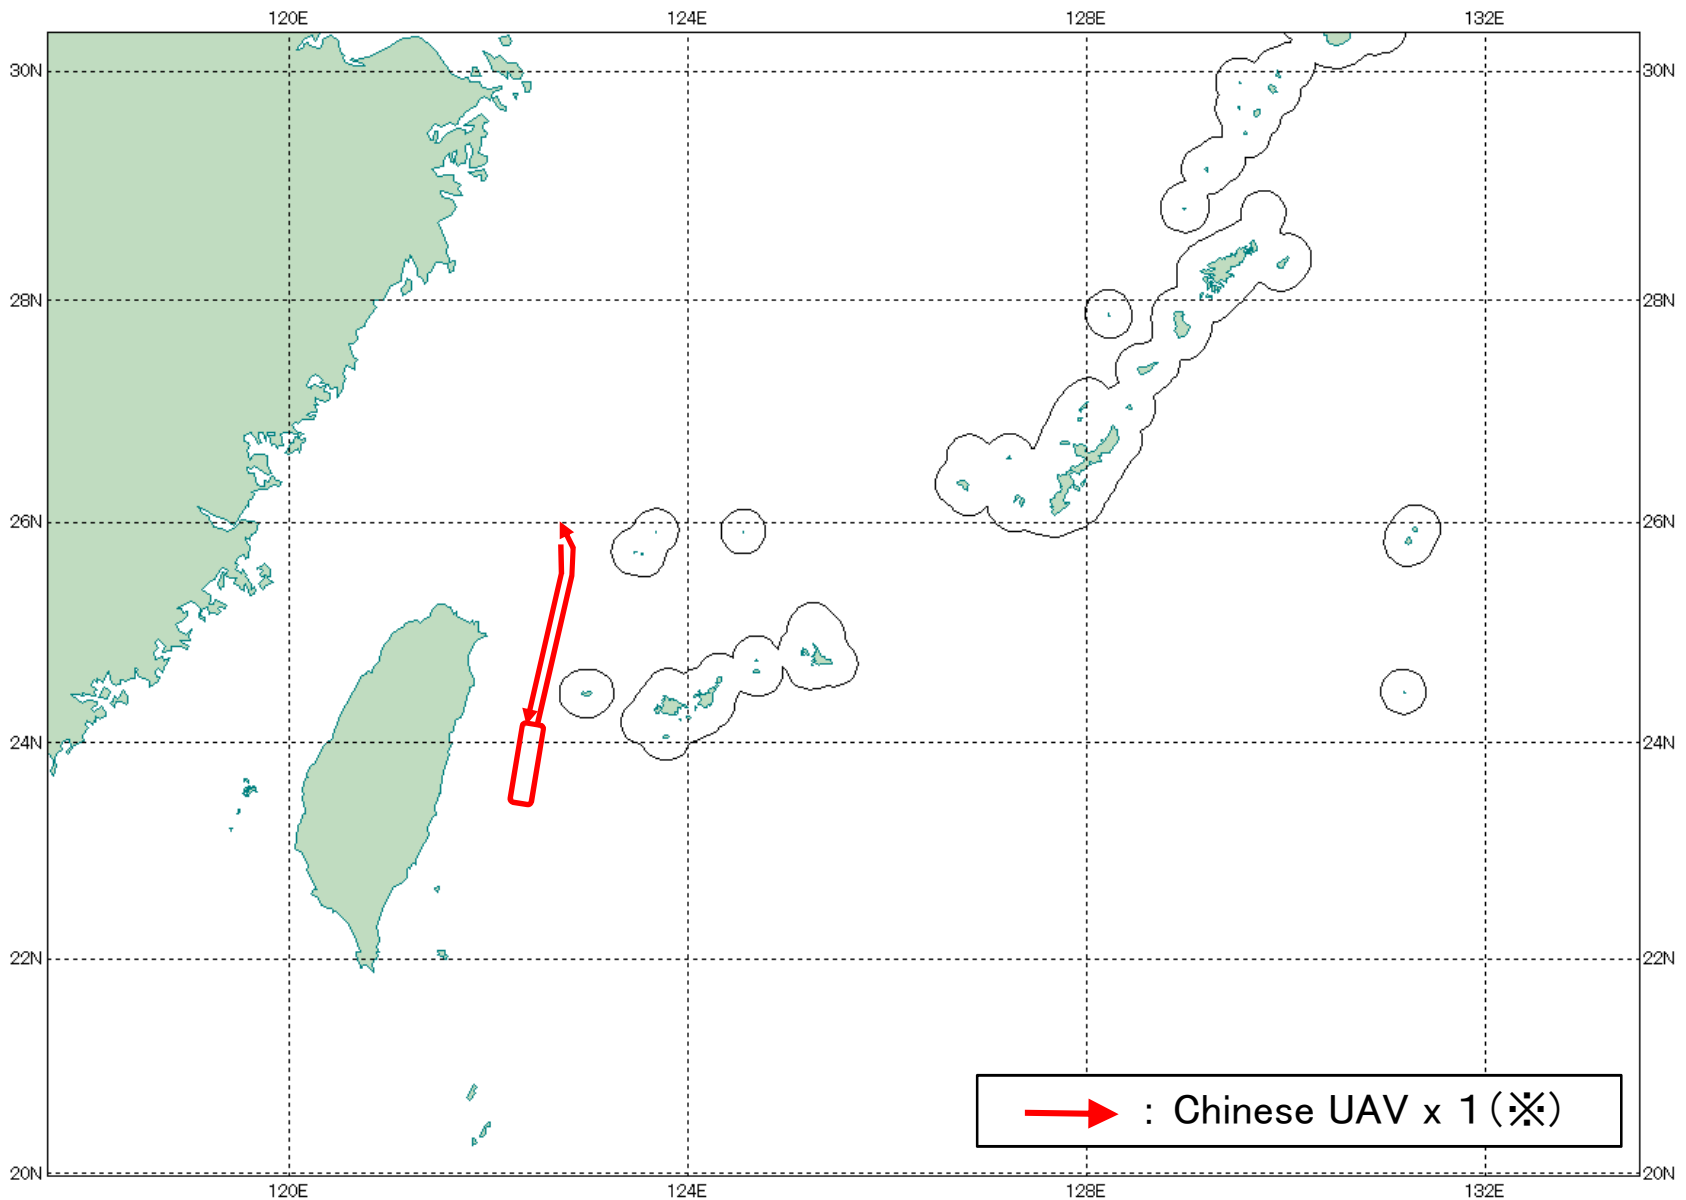 120E 124E 128E 132E
30N 30N
28N 28N
26N 26N
24N 24N
22N 22N
: Chinese UAV x 1(※)
20N 20N
120E 124E 128E 132E